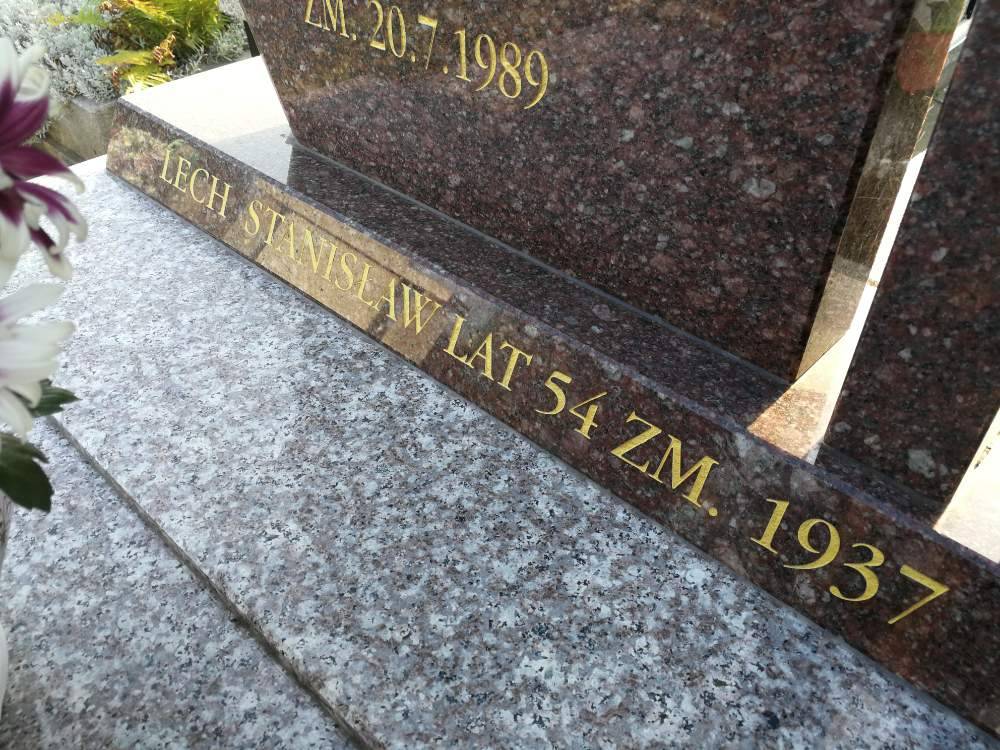 ZM. 20.7.1989
LECH STANISŁAW LAT 54 ZM. 1937